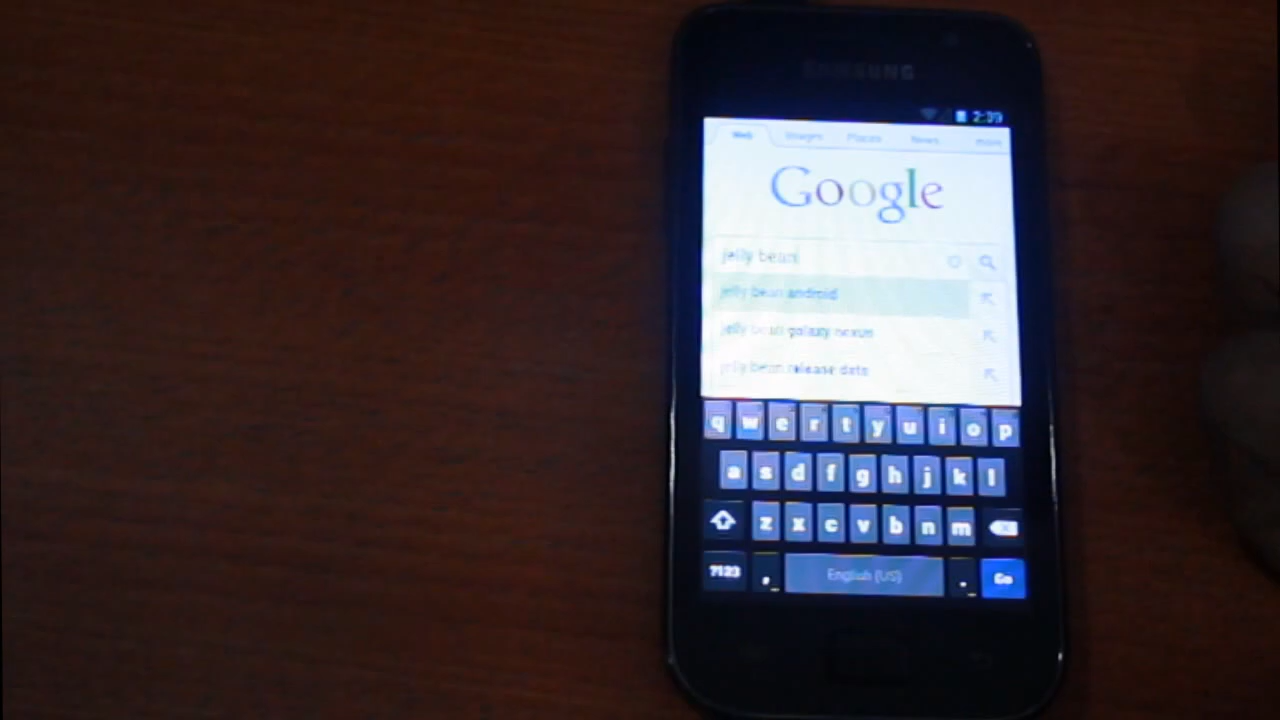 SAMSUNG
2:39
Web Images Places News more
Google
jelly bean
jelly bean android
jelly bean galaxy nexus
jelly bean release date
q w e r t y u i o p
a s d f g h j k l
z x c v b n m
?123 , English (US) . Go